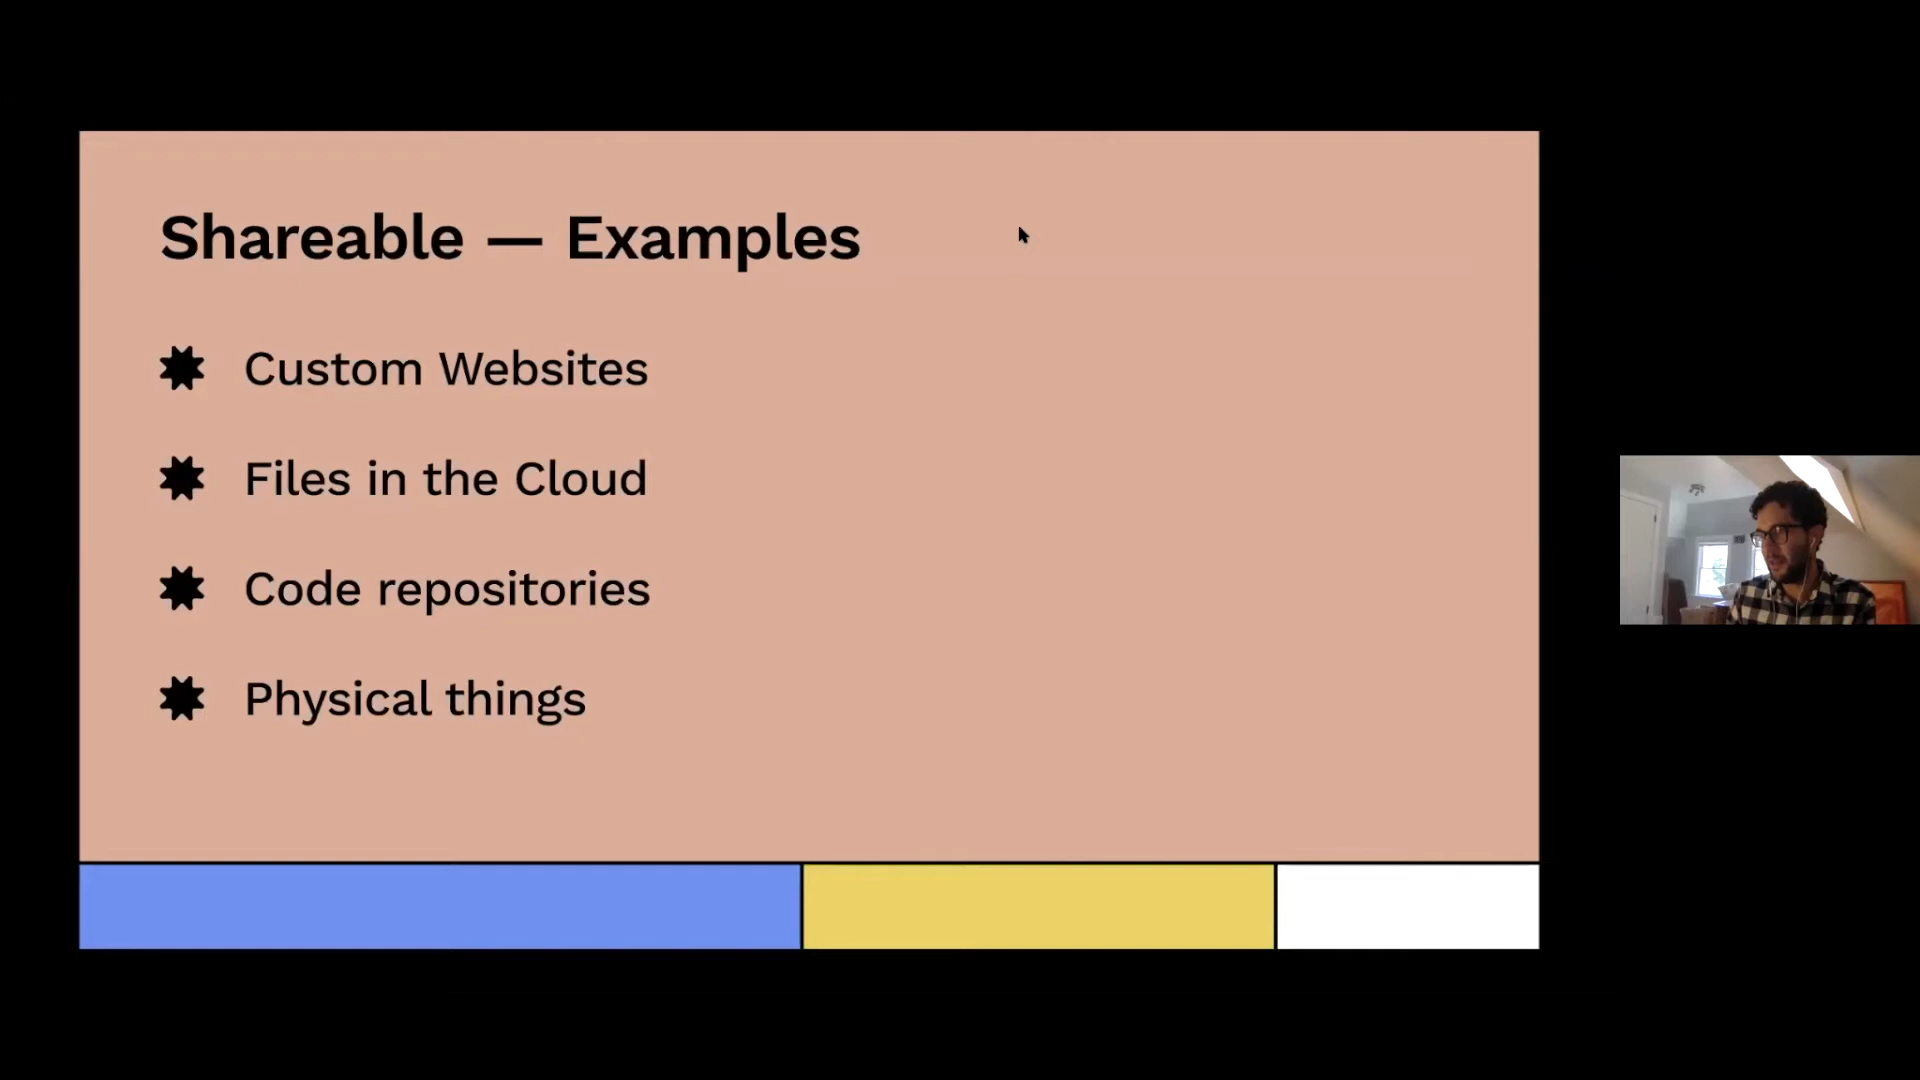 Shareable — Examples
Custom Websites
Files in the Cloud
Code repositories
Physical things